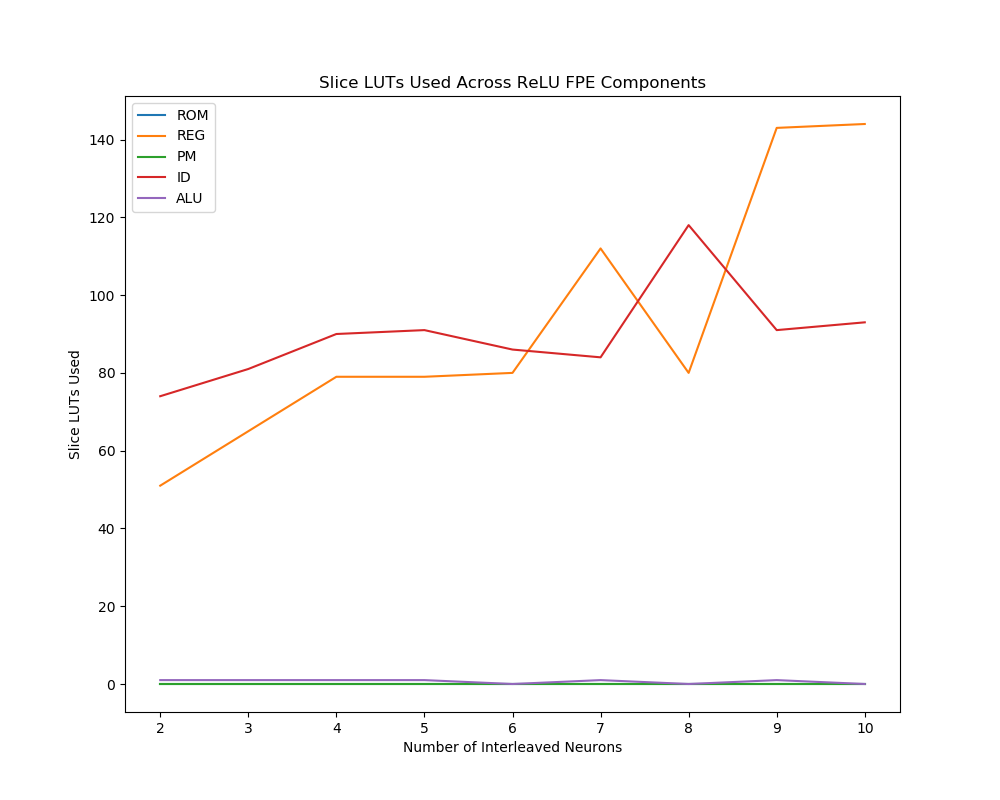 Slice LUTs Used Across ReLU FPE Components
ROM
REG
PM
ID
ALU
140
120
100
80
60
40
20
0
Slice LUTs Used
2 3 4 5 6 7 8 9 10
Number of Interleaved Neurons